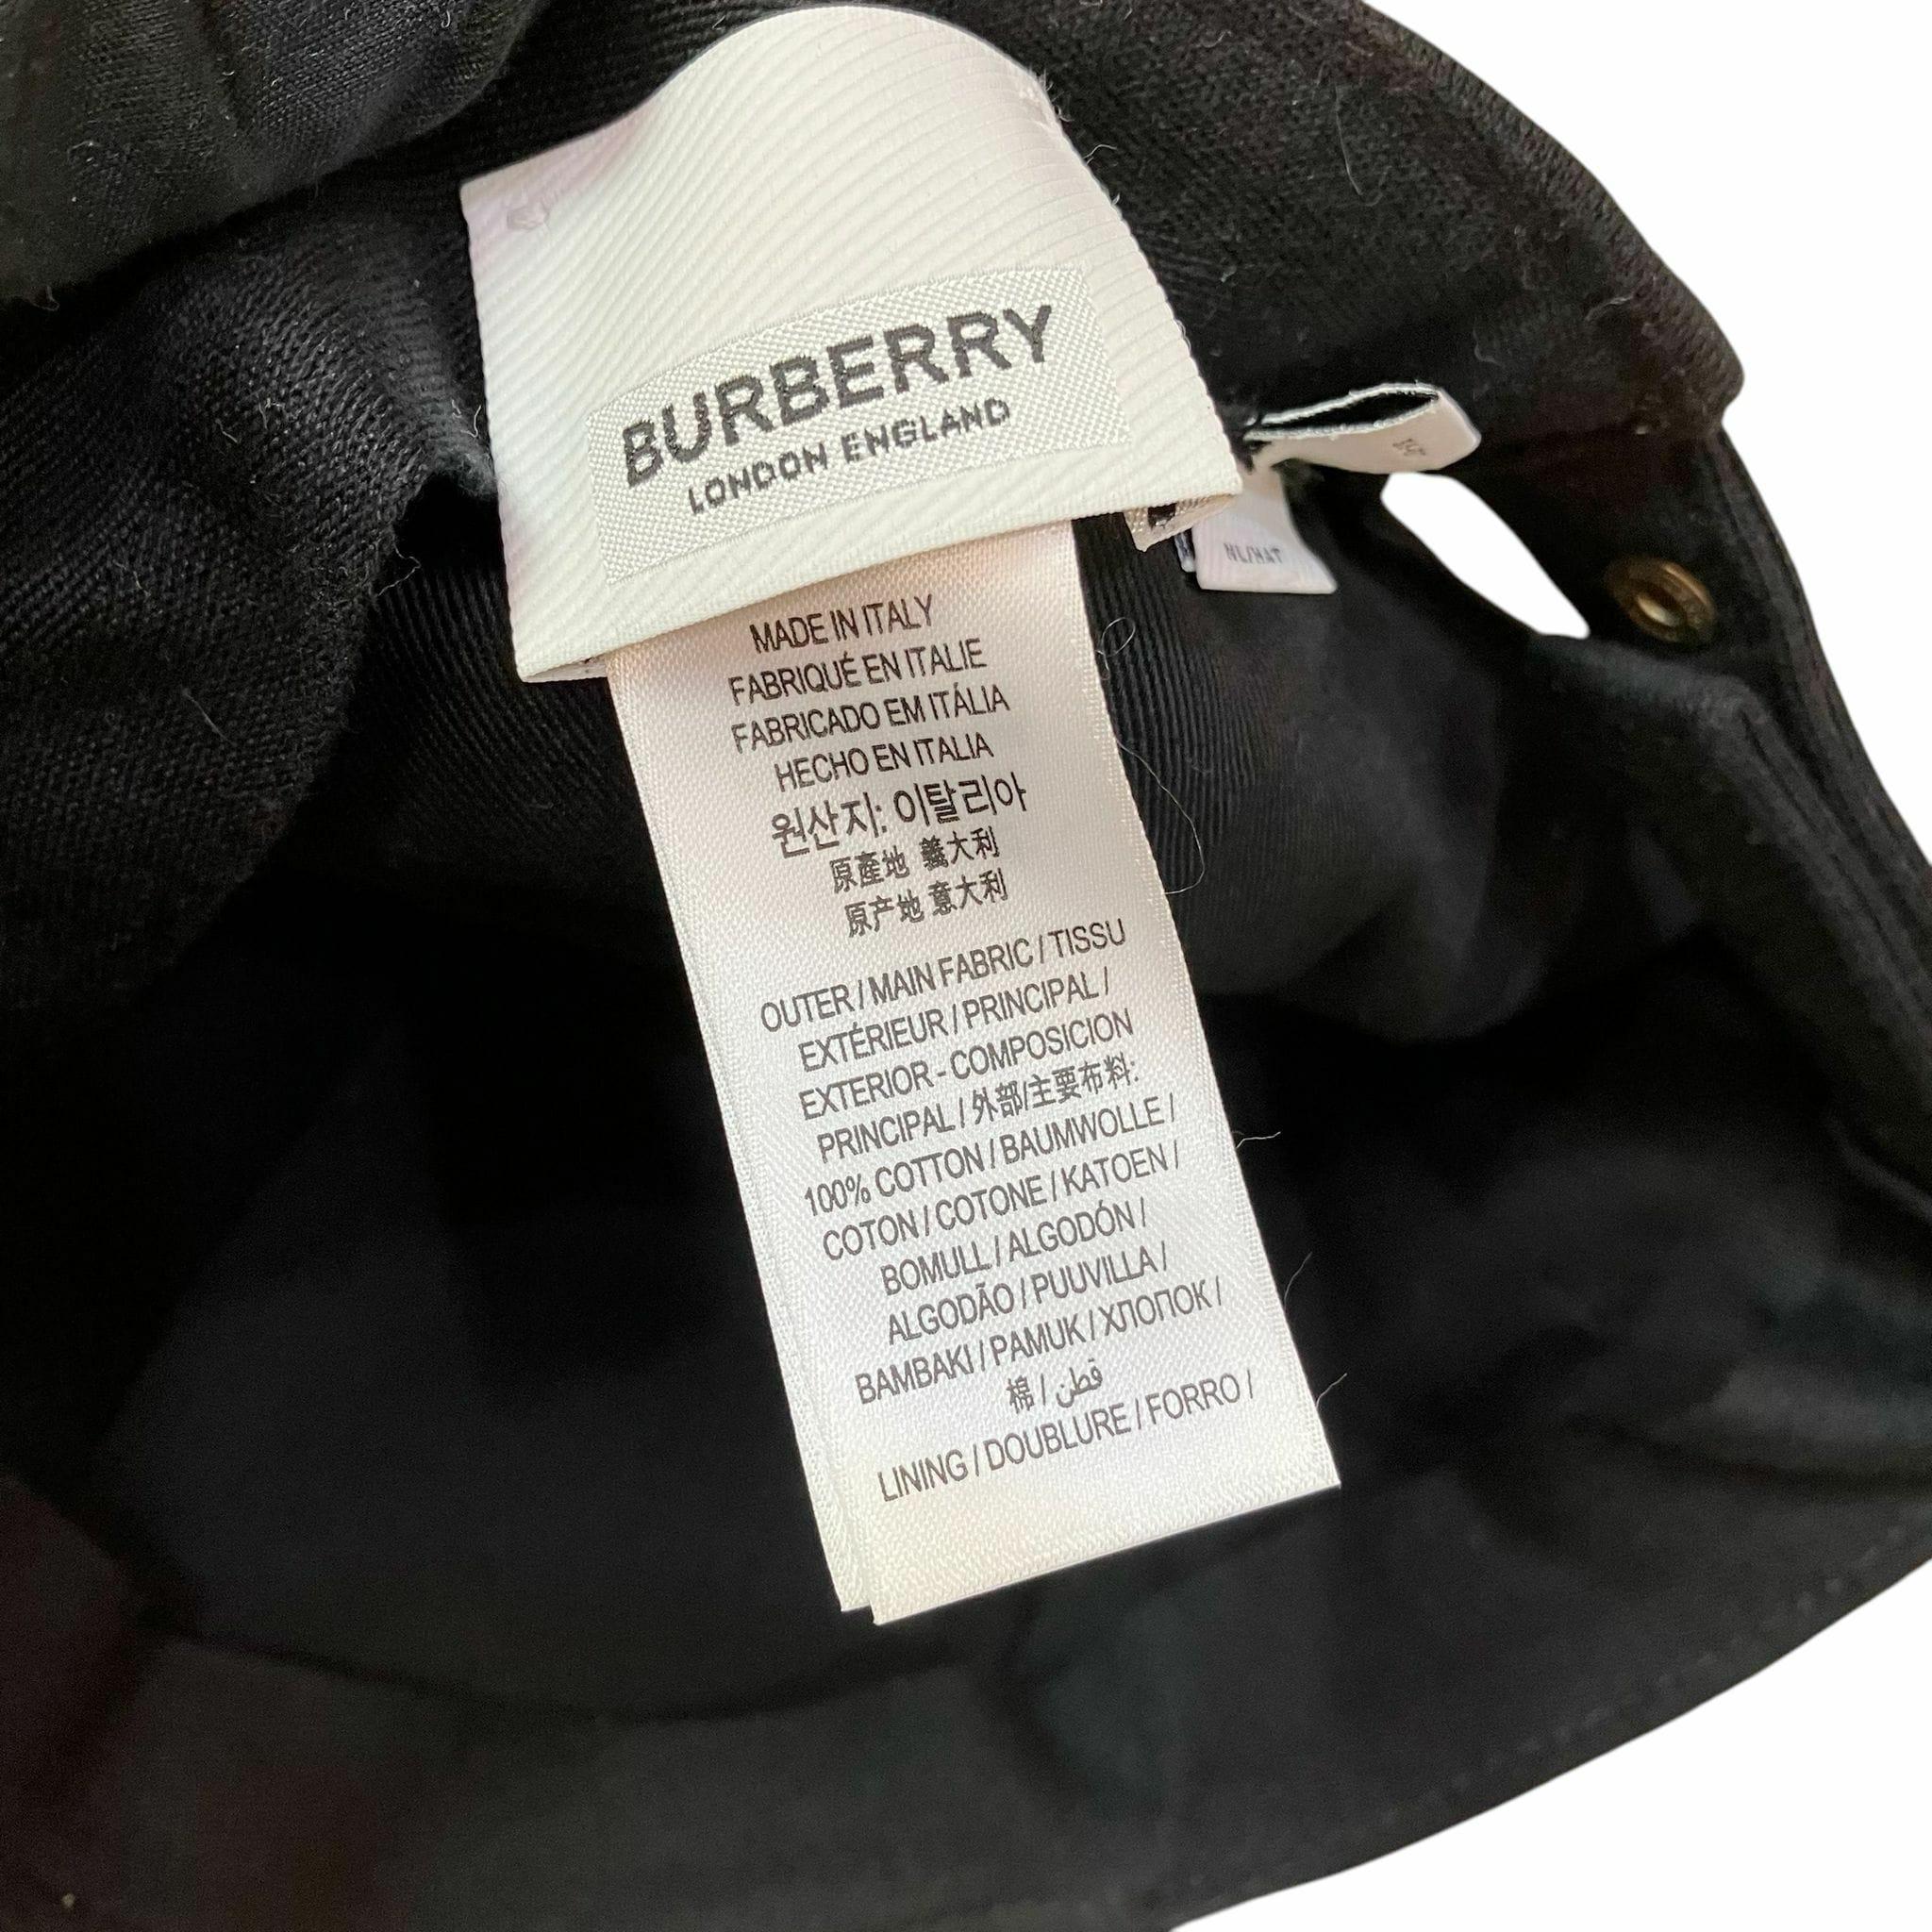 BURBERRY
LONDON ENGLAND
NL/HAT
MADE IN ITALY
FABRIQUÉ EN ITALIE
FABRICADO EM ITÁLIA
HECHO EN ITALIA
원산지: 이탈리아
原產地 義大利
原产地 意大利
OUTER / MAIN FABRIC / TISSU
EXTÉRIEUR / PRINCIPAL /
EXTERIOR - COMPOSICION
PRINCIPAL / 外部/主要布料:
100% COTTON / BAUMWOLLE /
COTON / COTONE / KATOEN /
BOMULL / ALGODÓN /
ALGODÃO / PUUVILLA /
BAMBAKI / PAMUK / ХЛОПОК /
棉 / قطن
LINING / DOUBLURE / FORRO /